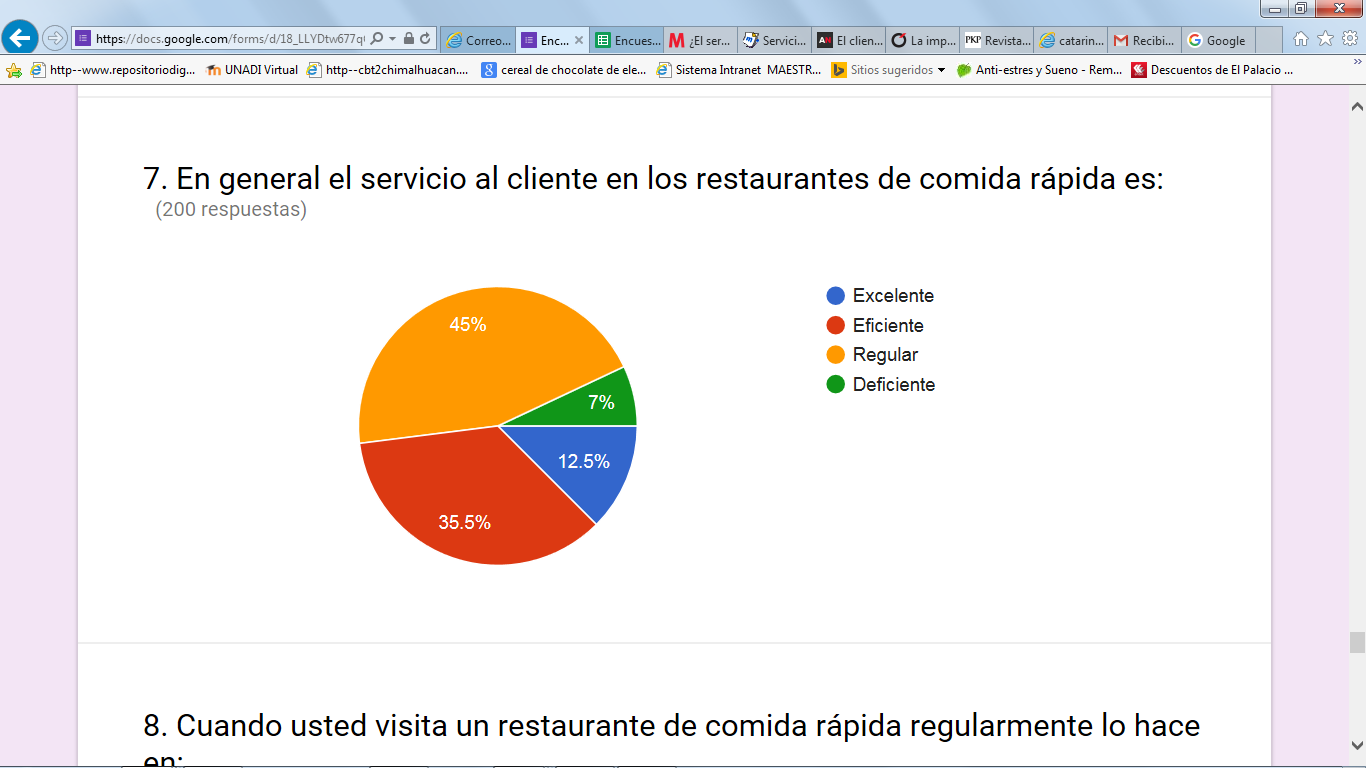 https://docs.google.com/forms/d/18_LLYDtw677q
Correo...
Enc...
Encues...
¿El ser...
Servici...
El clien...
La imp...
PKP Revista...
catarin...
Recibi...
Google
http--www.repositoriodig...
UNADI Virtual
http--cbt2chimalhuacan....
cereal de chocolate de ele...
Sistema Intranet MAESTR...
Sitios sugeridos
Anti-estres y Sueno - Rem...
Descuentos de El Palacio ...
7. En general el servicio al cliente en los restaurantes de comida rápida es:
(200 respuestas)
45%
7%
12.5%
35.5%
Excelente
Eficiente
Regular
Deficiente
8. Cuando usted visita un restaurante de comida rápida regularmente lo hace
en: